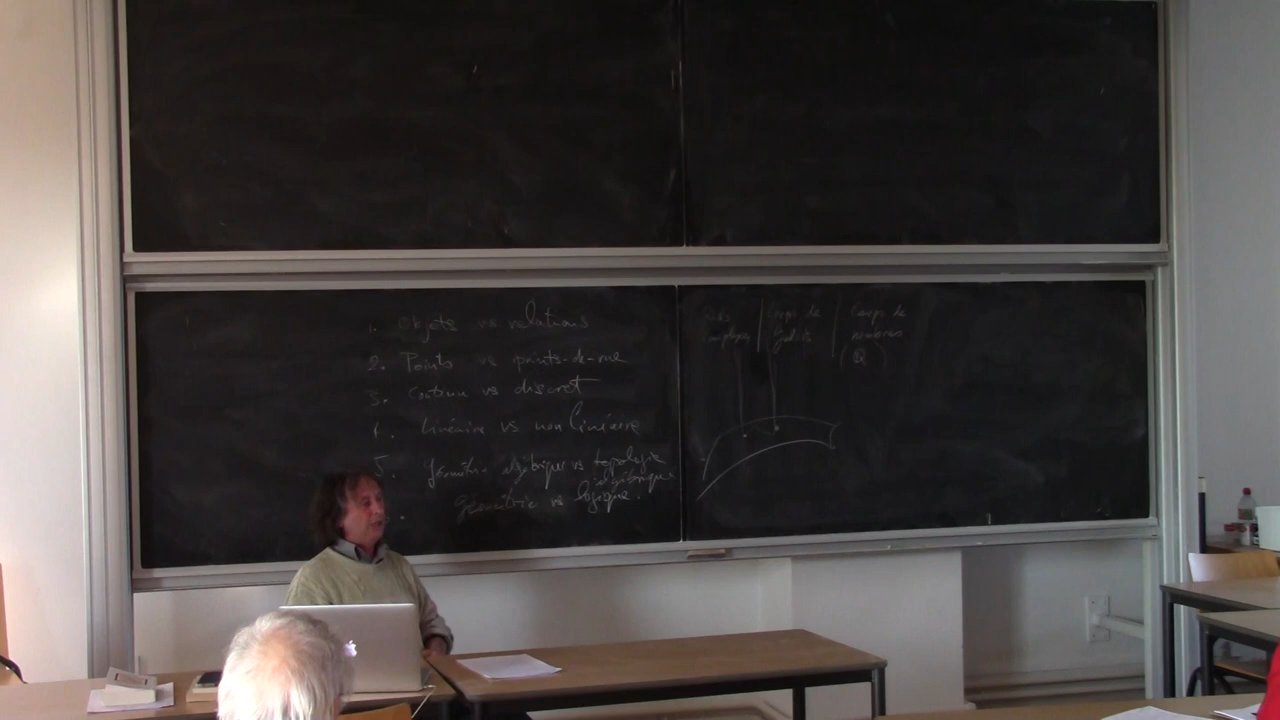 1. Objets vs relations
2. Points vs points-de-vue
3. Continu vs discret
4. linéaire vs non linéaire
5. géométrie algébrique vs topologie
algébrique
géométrie vs logique.
Corps de
Galois
Corps de
nombres
(Q)